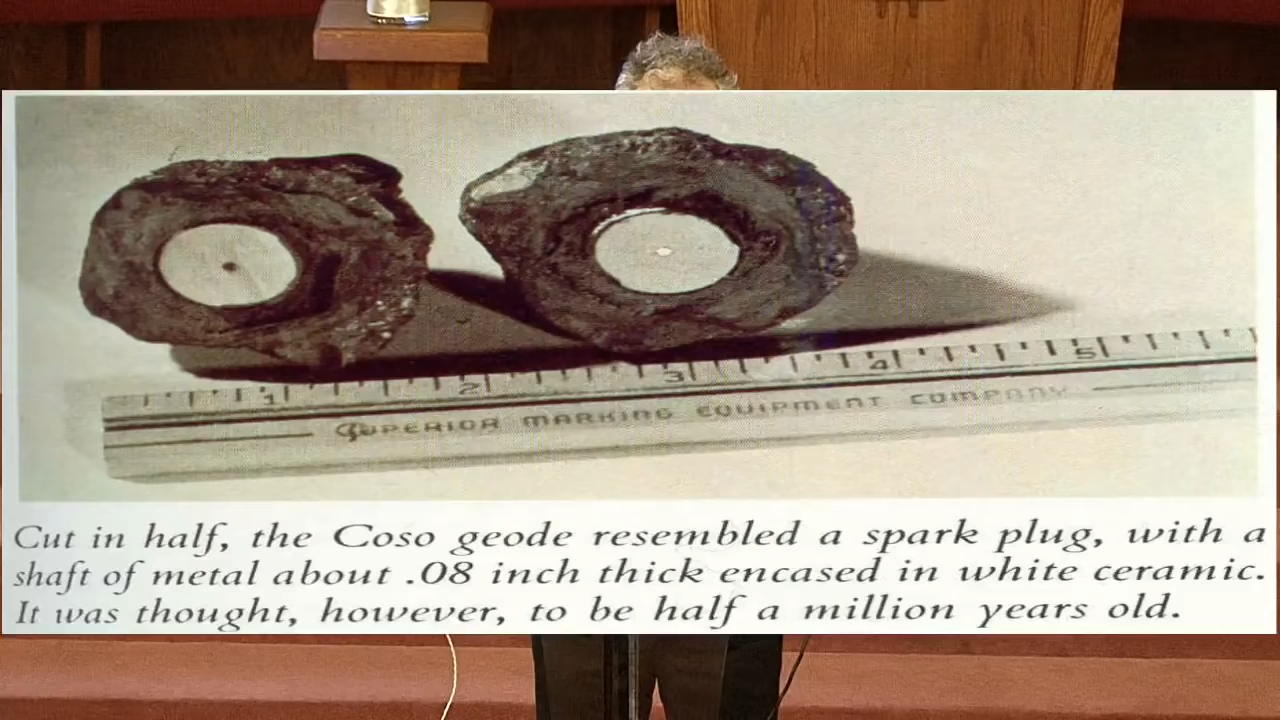 1 2 3 4 5
SUPERIOR MARKING EQUIPMENT COMPANY
Cut in half, the Coso geode resembled a spark plug, with a
shaft of metal about .08 inch thick encased in white ceramic.
It was thought, however, to be half a million years old.